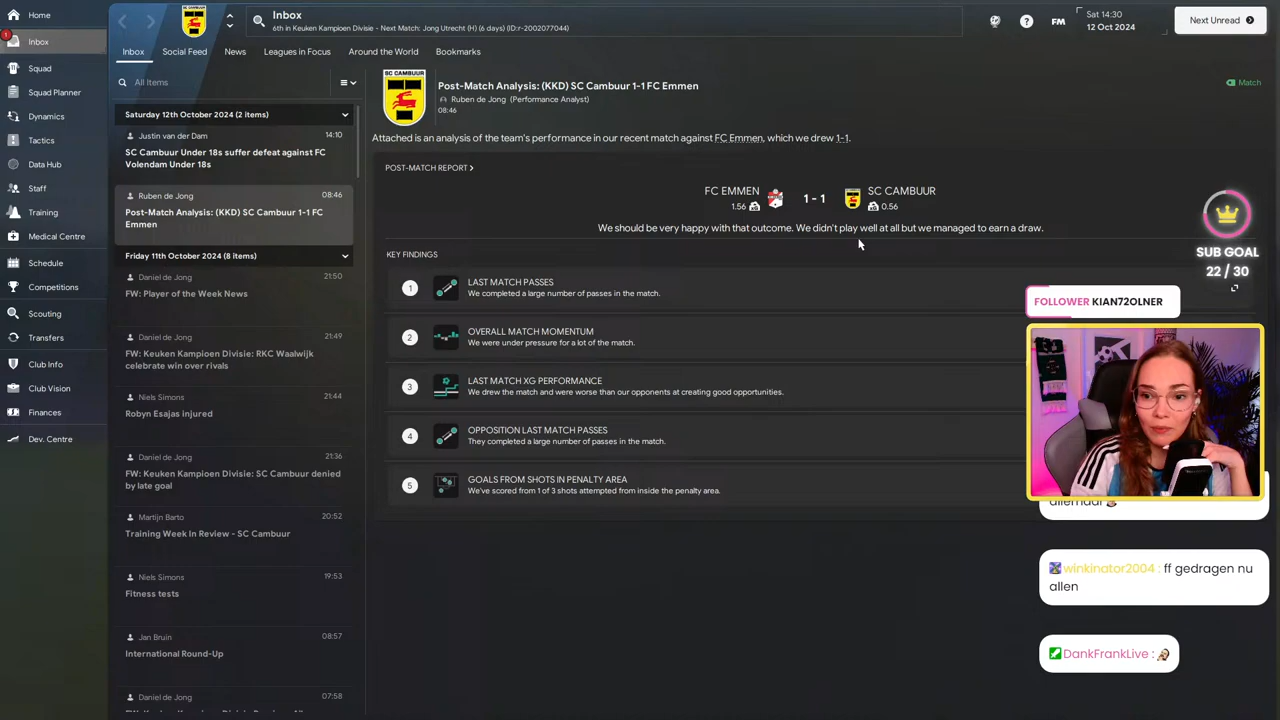 Home
1
Inbox
Squad
Squad Planner
Dynamics
Tactics
Data Hub
Staff
Training
Medical Centre
Schedule
Competitions
Scouting
Transfers
Club Info
Club Vision
Finances
Dev. Centre
SC CAMBUUR
Inbox
6th in Keuken Kampioen Divisie - Next Match: Jong Utrecht (H) (6 days) (ID:r-2002077044)
?
FM
Sat 14:30
12 Oct 2024
Next Unread
Inbox
Social Feed
News
Leagues in Focus
Around the World
Bookmarks
All Items
Saturday 12th October 2024 (2 items)
Justin van der Dam
14:10
SC Cambuur Under 18s suffer defeat against FC
Volendam Under 18s
Ruben de Jong
08:46
Post-Match Analysis: (KKD) SC Cambuur 1-1 FC
Emmen
Friday 11th October 2024 (8 items)
Daniel de Jong
21:50
FW: Player of the Week News
Daniel de Jong
21:49
FW: Keuken Kampioen Divisie: RKC Waalwijk
celebrate win over rivals
Niels Simons
21:44
Robyn Esajas injured
Daniel de Jong
21:36
FW: Keuken Kampioen Divisie: SC Cambuur denied
by late goal
Martijn Barto
20:52
Training Week In Review - SC Cambuur
Niels Simons
19:53
Fitness tests
Jan Bruin
08:57
International Round-Up
Daniel de Jong
07:58
SC CAMBUUR
Post-Match Analysis: (KKD) SC Cambuur 1-1 FC Emmen
Ruben de Jong (Performance Analyst)
08:46
Match
Attached is an analysis of the team's performance in our recent match against FC Emmen, which we drew 1-1.
POST-MATCH REPORT
FC EMMEN
1.56
1 - 1
SC CAMBUUR
0.56
We should be very happy with that outcome. We didn't play well at all but we managed to earn a draw.
KEY FINDINGS
1
LAST MATCH PASSES
We completed a large number of passes in the match.
2
OVERALL MATCH MOMENTUM
We were under pressure for a lot of the match.
3
LAST MATCH XG PERFORMANCE
We drew the match and were worse than our opponents at creating good opportunities.
4
OPPOSITION LAST MATCH PASSES
They completed a large number of passes in the match.
5
GOALS FROM SHOTS IN PENALTY AREA
We've scored from 1 of 3 shots attempted from inside the penalty area.
SUB GOAL
22 / 30
FOLLOWER KIAN72OLNER
allemaal
winkinator2004 : ff gedragen nu
allen
DankFrankLive :